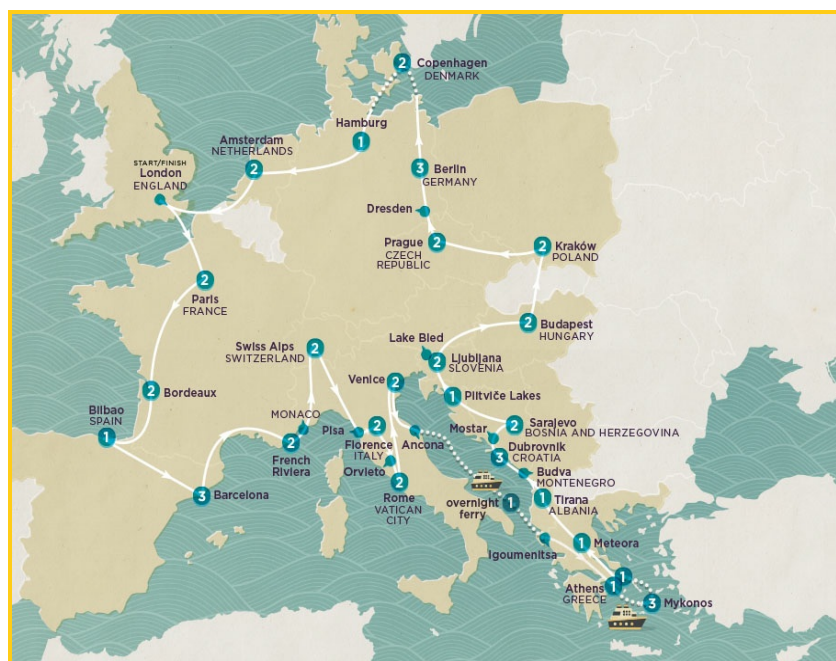 2
Copenhagen
DENMARK
Hamburg
1
Amsterdam
NETHERLANDS
2
START/FINISH
London
ENGLAND
3
Berlin
GERMANY
Dresden
2
Prague
CZECH
REPUBLIC
2
Kraków
POLAND
2
Paris
FRANCE
2
Budapest
HUNGARY
Swiss Alps
SWITZERLAND
2
Lake Bled
2
Ljubljana
SLOVENIA
Venice
2
2
Bordeaux
1
Plitviče Lakes
Bilbao
SPAIN
1
MONACO
2
French
Riviera
Pisa
2
Florence
ITALY
Orvieto
Ancona
2
Sarajevo
BOSNIA AND HERZEGOVINA
Mostar
3
Dubrovnik
CROATIA
Budva
MONTENEGRO
3
Barcelona
2
Rome
VATICAN
CITY
overnight
ferry
1
1
Tirana
ALBANIA
Igoumenitsa
1
Meteora
1
Athens
GREECE
1
3
Mykonos